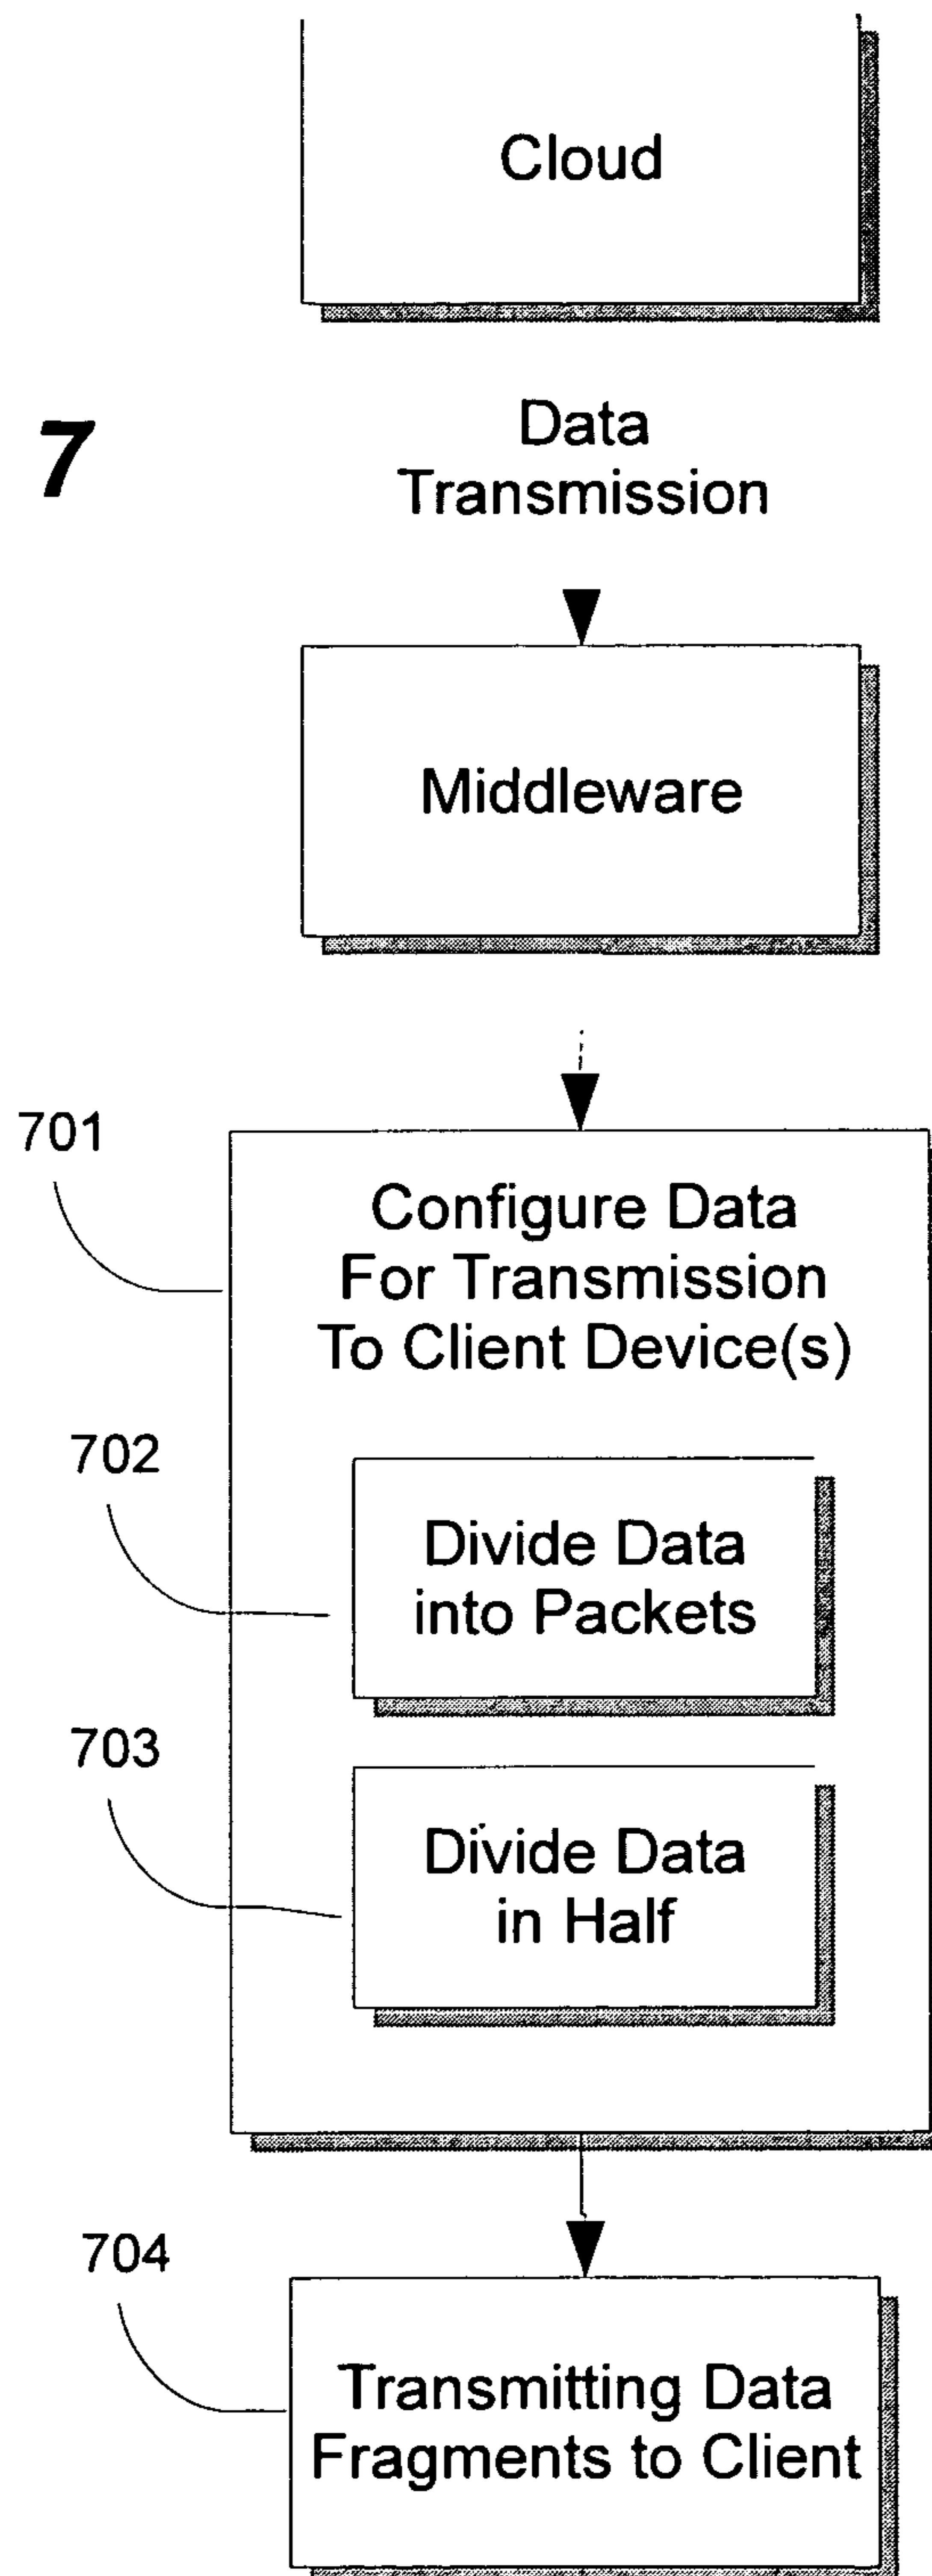 Cloud
7
Data
Transmission
Middleware
701
Configure Data
For Transmission
To Client Device(s)
702
Divide Data
into Packets
703
Divide Data
in Half
704
Transmitting Data
Fragments to Client